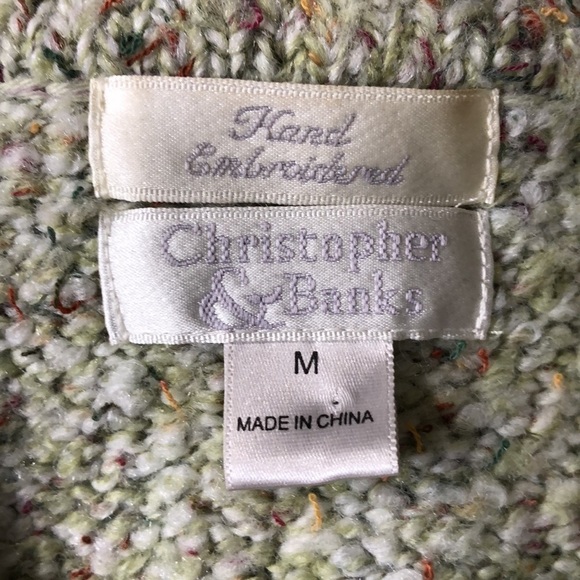 Hand
Embroidered
Christopher
& Banks
M
MADE IN CHINA